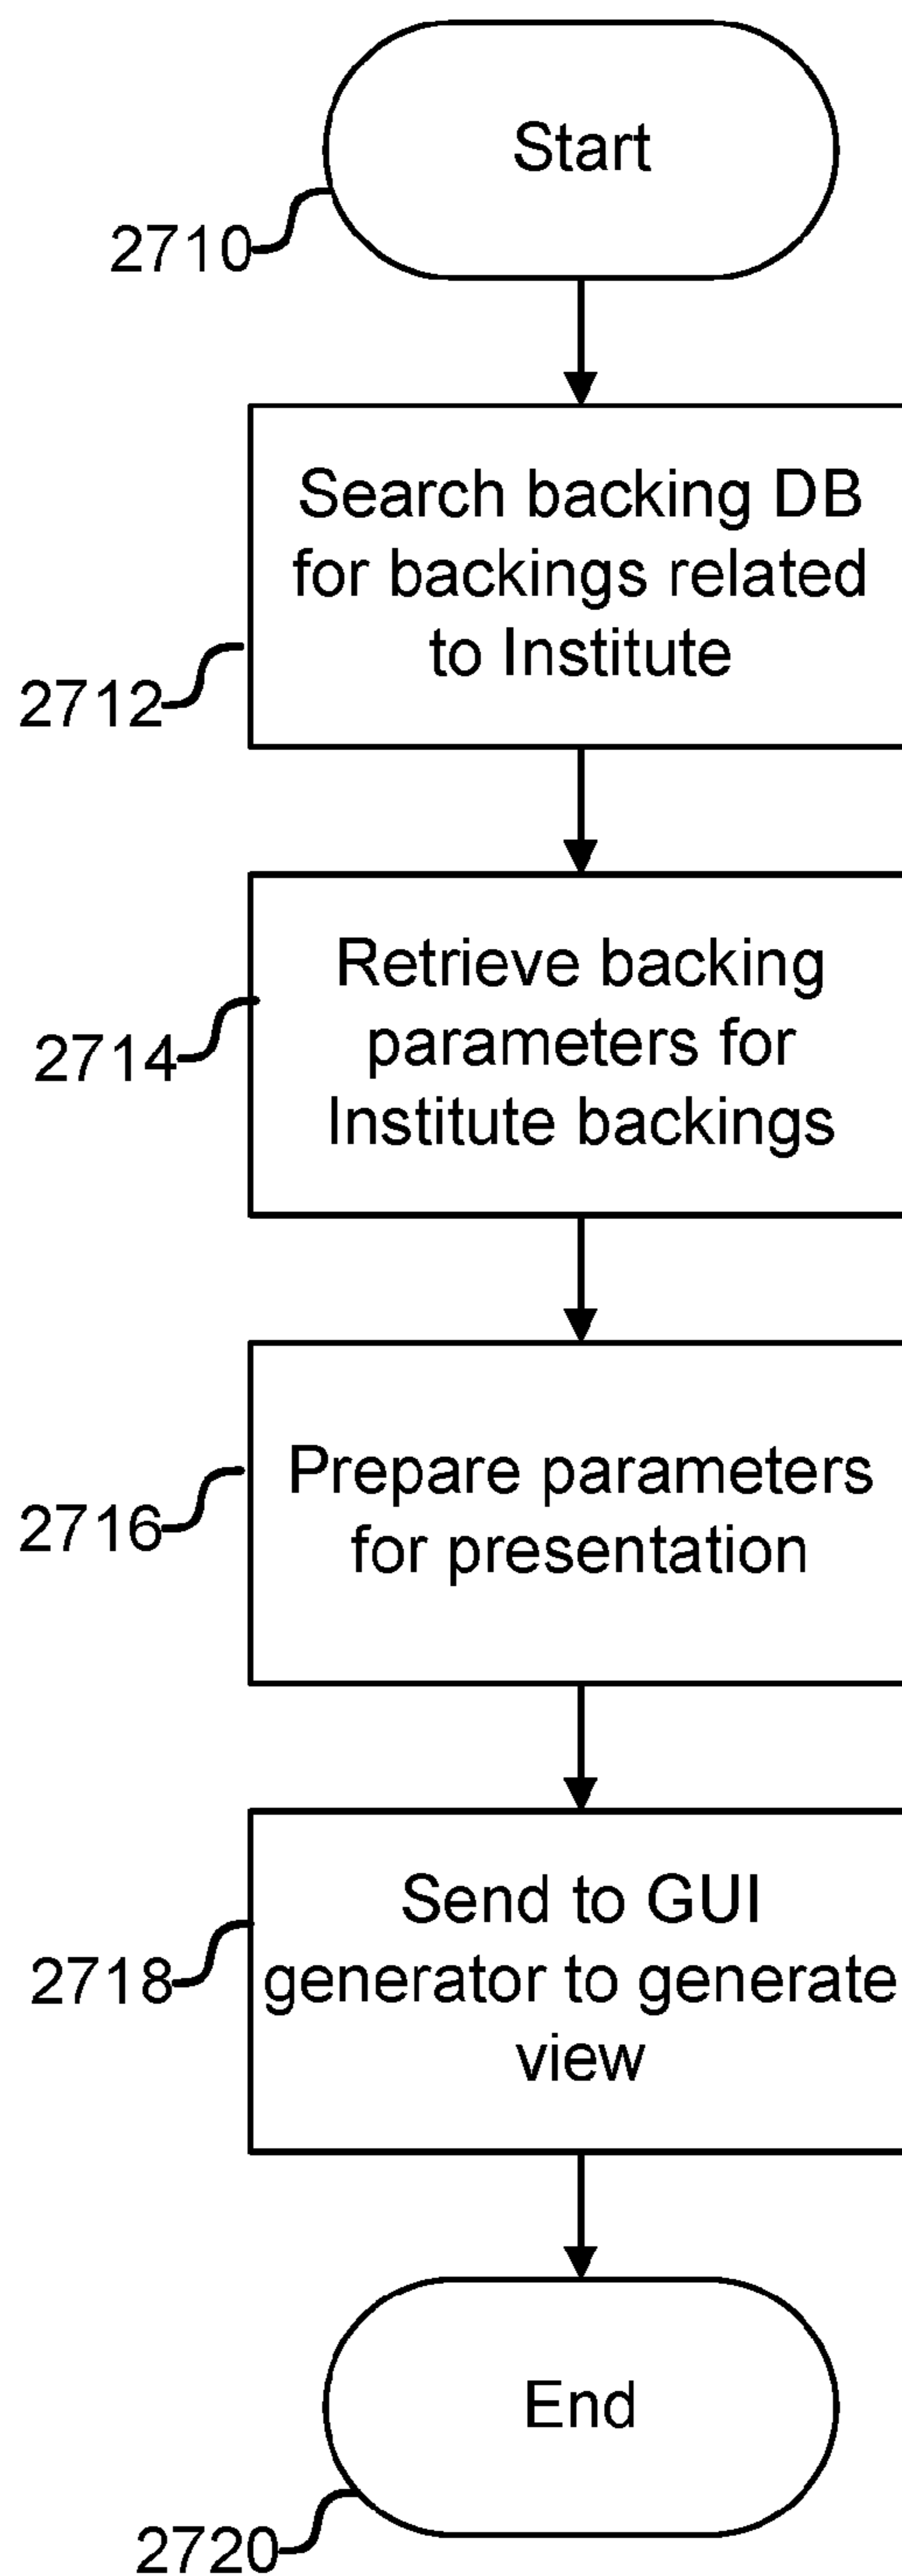 Start
2710
Search backing DB
for backings related
to Institute
2712
Retrieve backing
parameters for
Institute backings
2714
Prepare parameters
for presentation
2716
Send to GUI
generator to generate
view
2718
End
2720